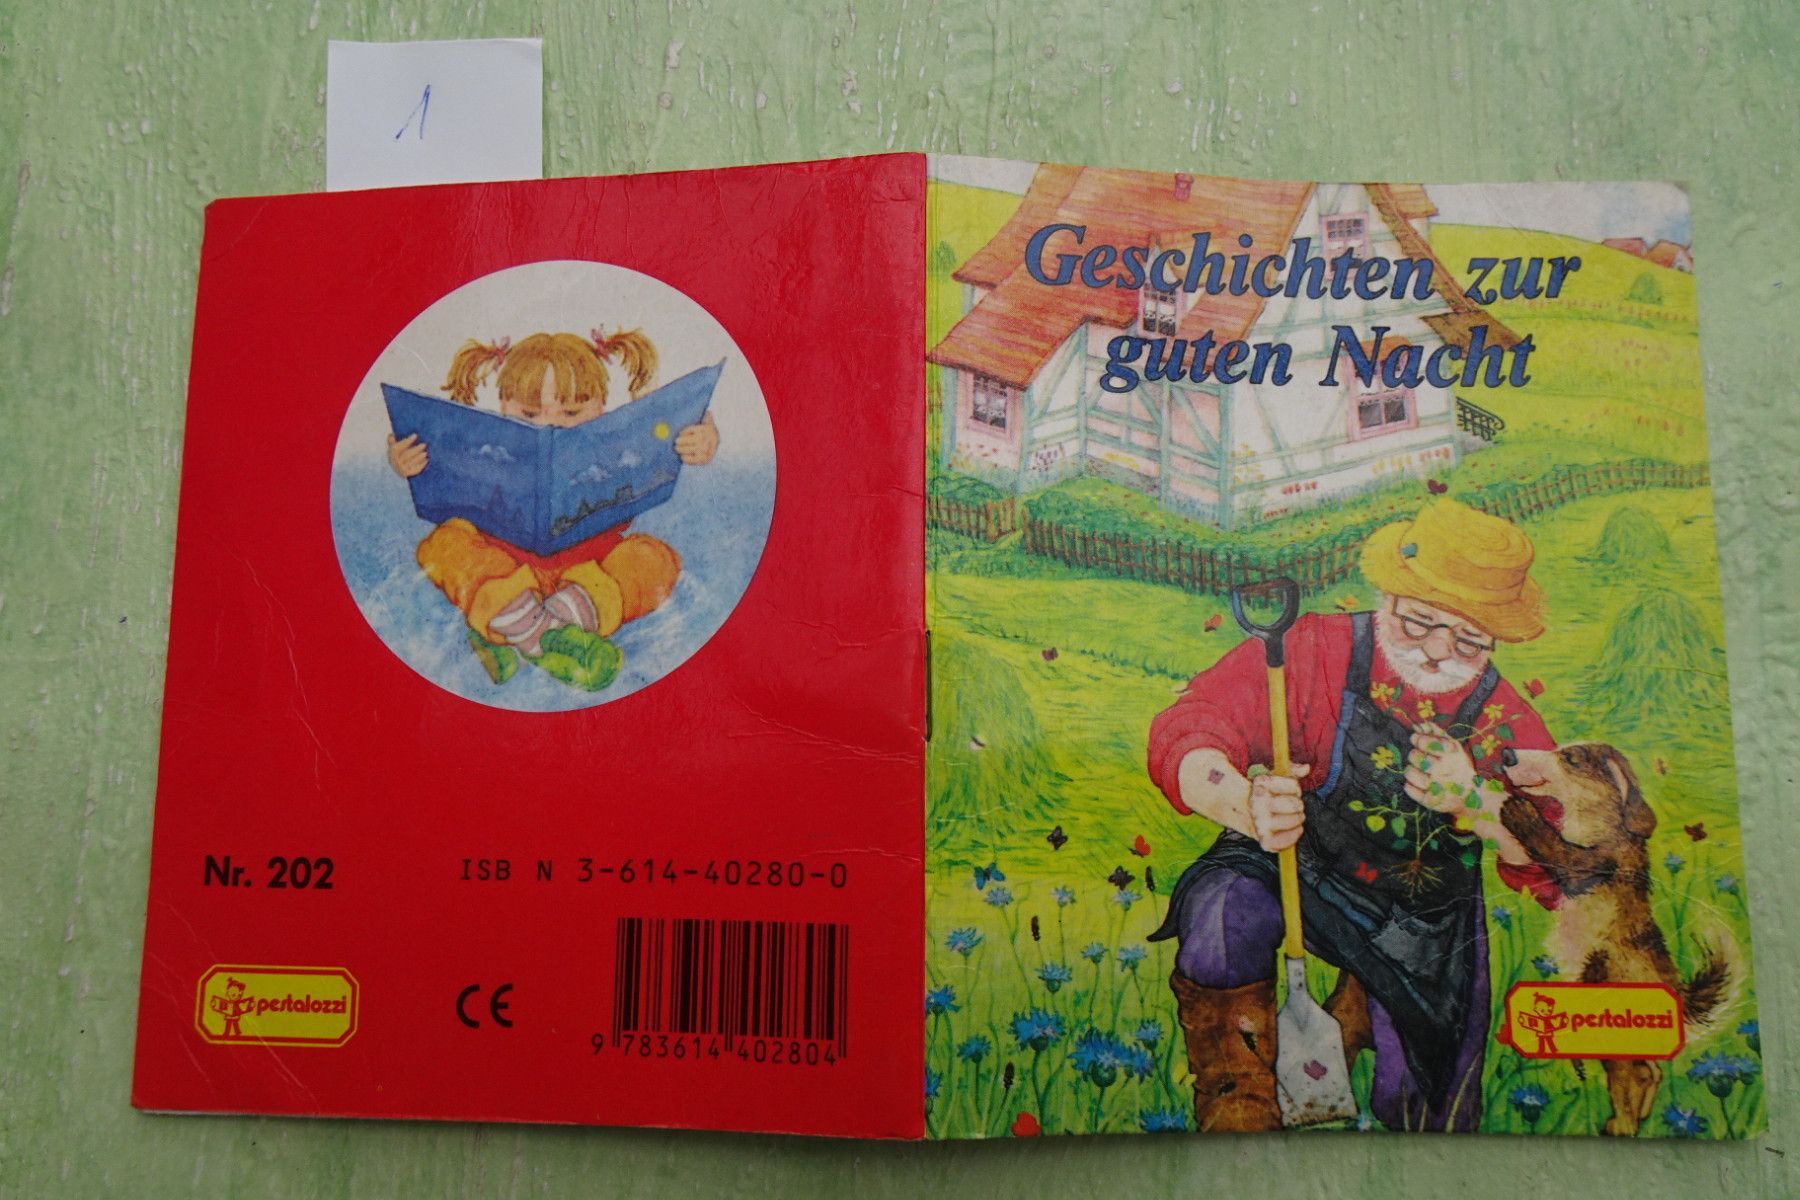 1
Nr. 202
ISB N 3-614-40280-0
pestalozzi
CE
9 783614 402804
Geschichten zur
guten Nacht
pestalozzi